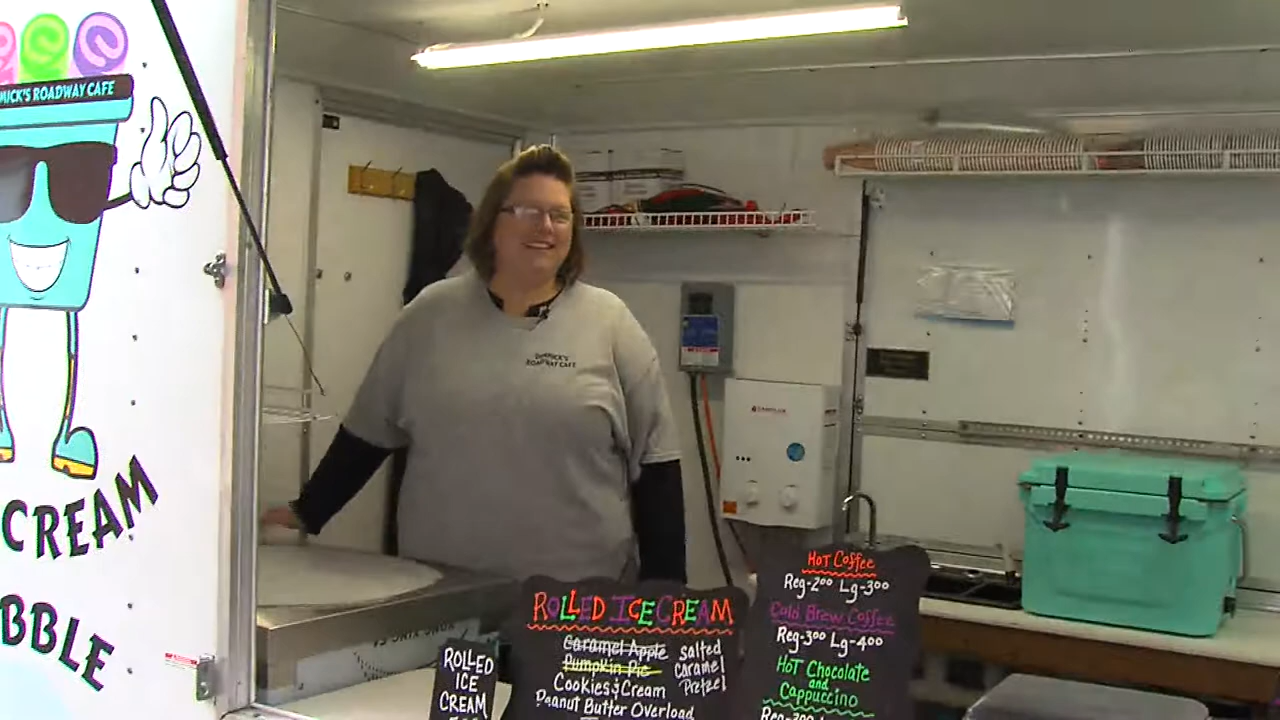 MICK'S ROADWAY CAFE
CREAM
BBLE
DIMMICK'S
ROADWAY CAFE
ROLLED
ICE
CREAM
ROLLED ICE CREAM
Caramel Apple
Pumpkin Pie
Cookies & Cream
Peanut Butter Overload
Salted
Caramel
Pretzel
HOT COFFEE
Reg-2⁰⁰ Lg-3⁰⁰
Cold Brew Coffee
Reg-3⁰⁰ Lg-4⁰⁰
HOT Chocolate
and
Cappuccino